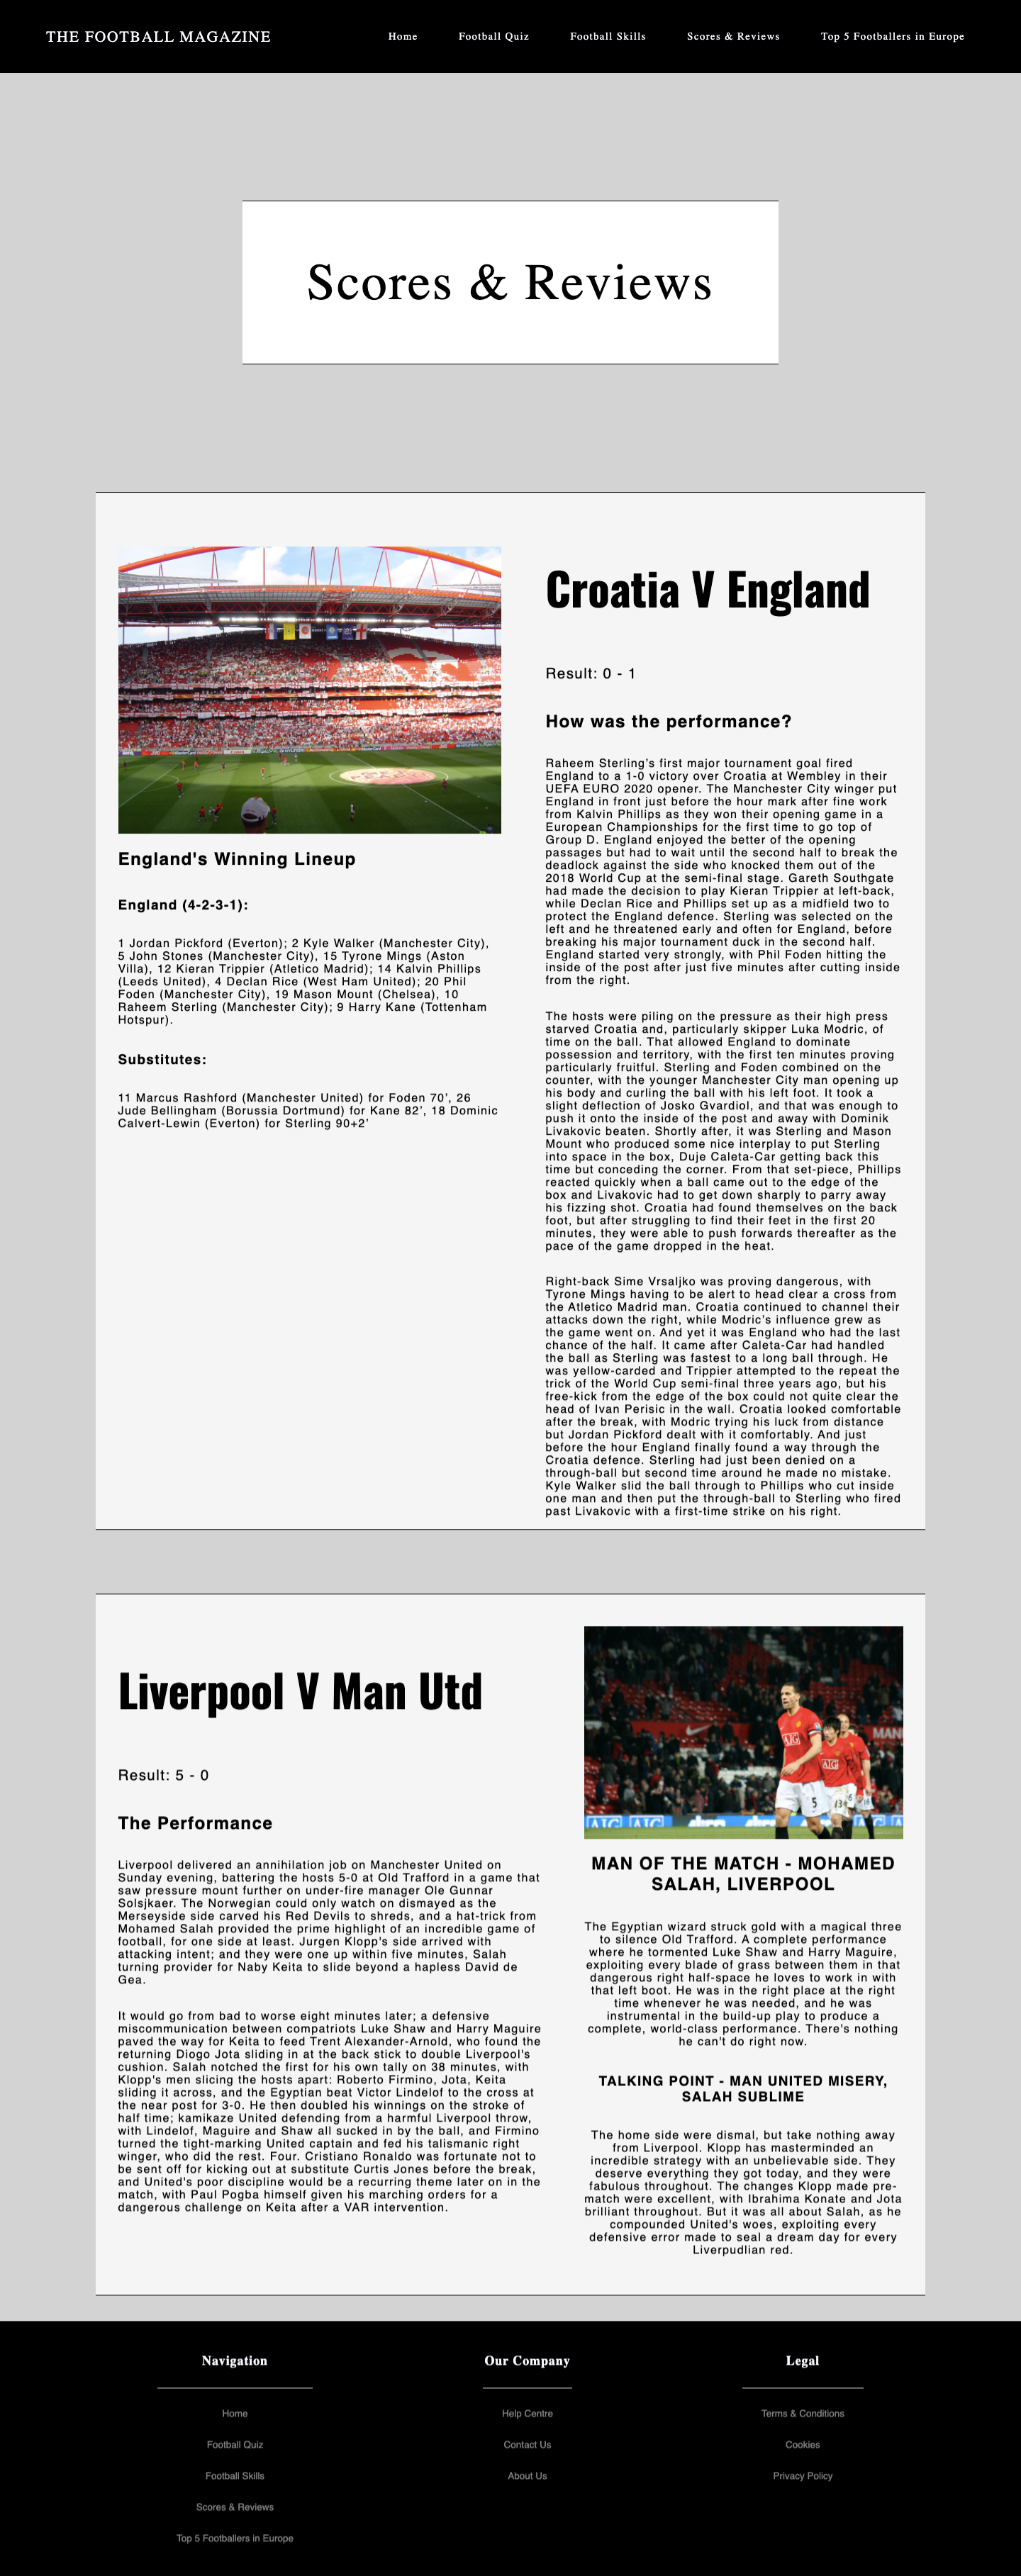 THE FOOTBALL MAGAZINE
Home
Football Quiz
Football Skills
Scores & Reviews
Top 5 Footballers in Europe
Scores & Reviews
England's Winning Lineup
England (4-2-3-1):
1 Jordan Pickford (Everton); 2 Kyle Walker (Manchester City),
5 John Stones (Manchester City), 15 Tyrone Mings (Aston
Villa), 12 Kieran Trippier (Atletico Madrid); 14 Kalvin Phillips
(Leeds United), 4 Declan Rice (West Ham United); 20 Phil
Foden (Manchester City), 19 Mason Mount (Chelsea), 10
Raheem Sterling (Manchester City); 9 Harry Kane (Tottenham
Hotspur).
Substitutes:
11 Marcus Rashford (Manchester United) for Foden 70’, 26
Jude Bellingham (Borussia Dortmund) for Kane 82’, 18 Dominic
Calvert-Lewin (Everton) for Sterling 90+2’
Croatia V England
Result: 0 - 1
How was the performance?
Raheem Sterling’s first major tournament goal fired
England to a 1-0 victory over Croatia at Wembley in their
UEFA EURO 2020 opener. The Manchester City winger put
England in front just before the hour mark after fine work
from Kalvin Phillips as they won their opening game in a
European Championships for the first time to go top of
Group D. England enjoyed the better of the opening
passages but had to wait until the second half to break the
deadlock against the side who knocked them out of the
2018 World Cup at the semi-final stage. Gareth Southgate
had made the decision to play Kieran Trippier at left-back,
while Declan Rice and Phillips set up as a midfield two to
protect the England defence. Sterling was selected on the
left and he threatened early and often for England, before
breaking his major tournament duck in the second half.
England started very strongly, with Phil Foden hitting the
inside of the post after just five minutes after cutting inside
from the right.
The hosts were piling on the pressure as their high press
starved Croatia and, particularly skipper Luka Modric, of
time on the ball. That allowed England to dominate
possession and territory, with the first ten minutes proving
particularly fruitful. Sterling and Foden combined on the
counter, with the younger Manchester City man opening up
his body and curling the ball with his left foot. It took a
slight deflection of Josko Gvardiol, and that was enough to
push it onto the inside of the post and away with Dominik
Livakovic beaten. Shortly after, it was Sterling and Mason
Mount who produced some nice interplay to put Sterling
into space in the box, Duje Caleta-Car getting back this
time but conceding the corner. From that set-piece, Phillips
reacted quickly when a ball came out to the edge of the
box and Livakovic had to get down sharply to parry away
his fizzing shot. Croatia had found themselves on the back
foot, but after struggling to find their feet in the first 20
minutes, they were able to push forwards thereafter as the
pace of the game dropped in the heat.
Right-back Sime Vrsaljko was proving dangerous, with
Tyrone Mings having to be alert to head clear a cross from
the Atletico Madrid man. Croatia continued to channel their
attacks down the right, while Modric’s influence grew as
the game went on. And yet it was England who had the last
chance of the half. It came after Caleta-Car had handled
the ball as Sterling was fastest to a long ball through. He
was yellow-carded and Trippier attempted to the repeat the
trick of the World Cup semi-final three years ago, but his
free-kick from the edge of the box could not quite clear the
head of Ivan Perisic in the wall. Croatia looked comfortable
after the break, with Modric trying his luck from distance
but Jordan Pickford dealt with it comfortably. And just
before the hour England finally found a way through the
Croatia defence. Sterling had just been denied on a
through-ball but second time around he made no mistake.
Kyle Walker slid the ball through to Phillips who cut inside
one man and then put the through-ball to Sterling who fired
past Livakovic with a first-time strike on his right.
Liverpool V Man Utd
Result: 5 - 0
The Performance
Liverpool delivered an annihilation job on Manchester United on
Sunday evening, battering the hosts 5-0 at Old Trafford in a game that
saw pressure mount further on under-fire manager Ole Gunnar
Solsjkaer. The Norwegian could only watch on dismayed as the
Merseyside side carved his Red Devils to shreds, and a hat-trick from
Mohamed Salah provided the prime highlight of an incredible game of
football, for one side at least. Jurgen Klopp's side arrived with
attacking intent; and they were one up within five minutes, Salah
turning provider for Naby Keita to slide beyond a hapless David de
Gea.
It would go from bad to worse eight minutes later; a defensive
miscommunication between compatriots Luke Shaw and Harry Maguire
paved the way for Keita to feed Trent Alexander-Arnold, who found the
returning Diogo Jota sliding in at the back stick to double Liverpool's
cushion. Salah notched the first for his own tally on 38 minutes, with
Klopp's men slicing the hosts apart: Roberto Firmino, Jota, Keita
sliding it across, and the Egyptian beat Victor Lindelof to the cross at
the near post for 3-0. He then doubled his winnings on the stroke of
half time; kamikaze United defending from a harmful Liverpool throw,
with Lindelof, Maguire and Shaw all sucked in by the ball, and Firmino
turned the tight-marking United captain and fed his talismanic right
winger, who did the rest. Four. Cristiano Ronaldo was fortunate not to
be sent off for kicking out at substitute Curtis Jones before the break,
and United's poor discipline would be a recurring theme later on in the
match, with Paul Pogba himself given his marching orders for a
dangerous challenge on Keita after a VAR intervention.
MAN
AIG
AIG
5
13
AIG AIG
AIG
MAN OF THE MATCH - MOHAMED
SALAH, LIVERPOOL
The Egyptian wizard struck gold with a magical three
to silence Old Trafford. A complete performance
where he tormented Luke Shaw and Harry Maguire,
exploiting every blade of grass between them in that
dangerous right half-space he loves to work in with
that left boot. He was in the right place at the right
time whenever he was needed, and he was
instrumental in the build-up play to produce a
complete, world-class performance. There's nothing
he can't do right now.
TALKING POINT - MAN UNITED MISERY,
SALAH SUBLIME
The home side were dismal, but take nothing away
from Liverpool. Klopp has masterminded an
incredible strategy with an unbelievable side. They
deserve everything they got today, and they were
fabulous throughout. The changes Klopp made pre-
match were excellent, with Ibrahima Konate and Jota
brilliant throughout. But it was all about Salah, as he
compounded United's woes, exploiting every
defensive error made to seal a dream day for every
Liverpudlian red.
Navigation
Home
Football Quiz
Football Skills
Scores & Reviews
Top 5 Footballers in Europe
Our Company
Help Centre
Contact Us
About Us
Legal
Terms & Conditions
Cookies
Privacy Policy